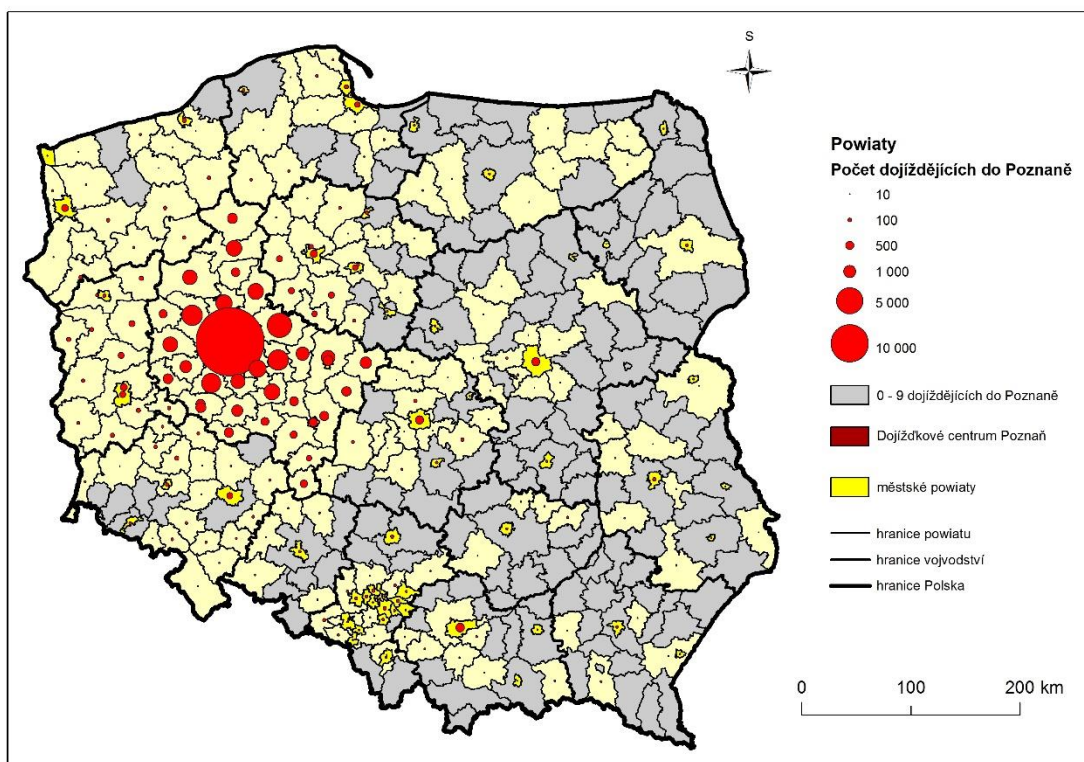 S
Powiaty
Počet dojíždějících do Poznaně
10
100
500
1 000
5 000
10 000
0 - 9 dojíždějících do Poznaně
Dojížďkové centrum Poznaň
městské powiaty
hranice powiatu
hranice vojvodství
hranice Polska
0 100 200 km